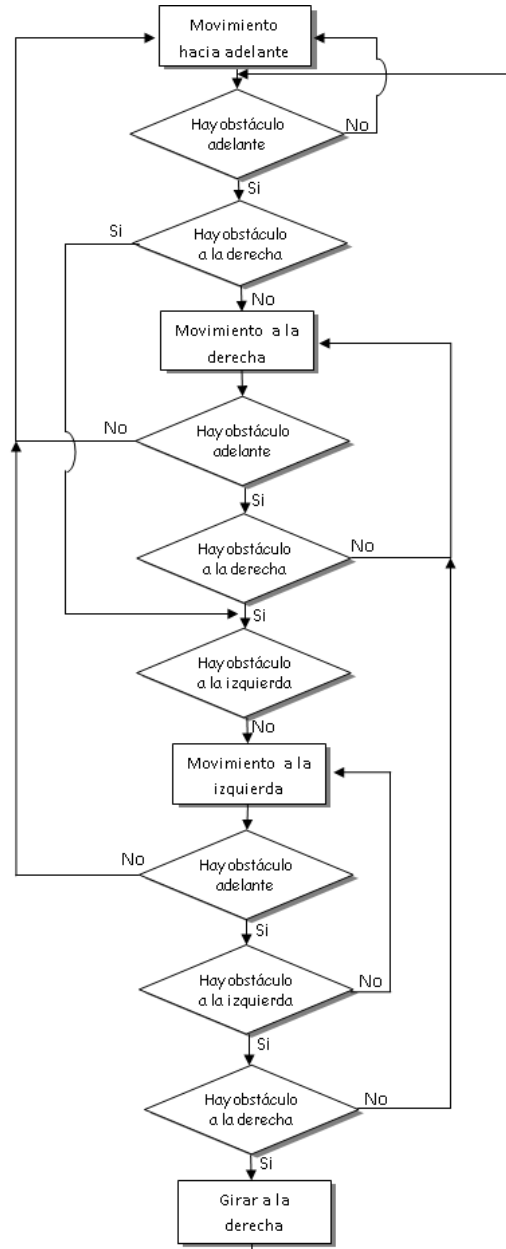 Movimiento
hacia adelante
Hay obstáculo
adelante
No
Si
Si
Hay obstáculo
a la derecha
No
Movimiento a la
derecha
No
Hay obstáculo
adelante
Si
Hay obstáculo
a la derecha
No
Si
Hay obstáculo
a la izquierda
No
Movimiento a la
izquierda
No
Hay obstáculo
adelante
Si
Hay obstáculo
a la izquierda
No
Si
Hay obstáculo
a la derecha
No
Si
Girar a la
derecha